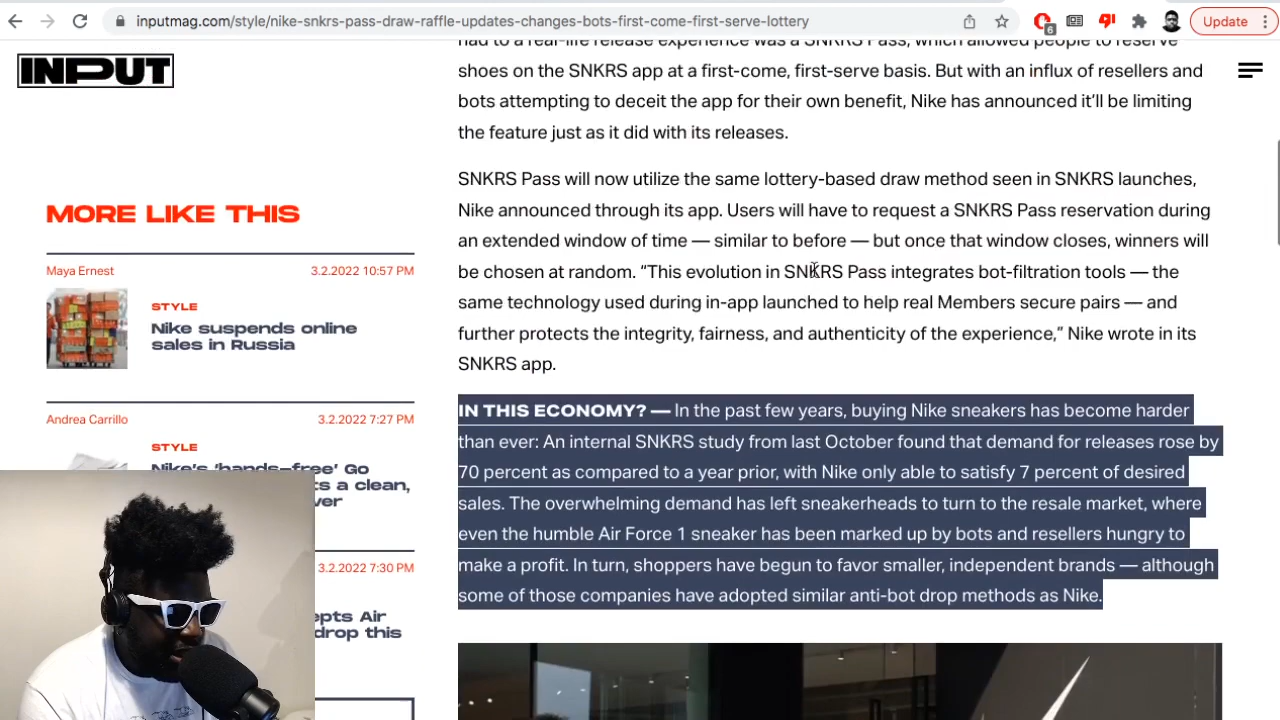 inputmag.com/style/nike-snkrs-pass-draw-raffle-updates-changes-bots-first-come-first-serve-lottery
6
Update
INPUT
had to a real-life release experience was a SNKRS Pass, which allowed people to reserve
shoes on the SNKRS app at a first-come, first-serve basis. But with an influx of resellers and
bots attempting to deceit the app for their own benefit, Nike has announced it’ll be limiting
the feature just as it did with its releases.
SNKRS Pass will now utilize the same lottery-based draw method seen in SNKRS launches,
Nike announced through its app. Users will have to request a SNKRS Pass reservation during
an extended window of time — similar to before — but once that window closes, winners will
be chosen at random. “This evolution in SNKRS Pass integrates bot-filtration tools — the
same technology used during in-app launched to help real Members secure pairs — and
further protects the integrity, fairness, and authenticity of the experience,” Nike wrote in its
SNKRS app.
IN THIS ECONOMY? — In the past few years, buying Nike sneakers has become harder
than ever: An internal SNKRS study from last October found that demand for releases rose by
70 percent as compared to a year prior, with Nike only able to satisfy 7 percent of desired
sales. The overwhelming demand has left sneakerheads to turn to the resale market, where
even the humble Air Force 1 sneaker has been marked up by bots and resellers hungry to
make a profit. In turn, shoppers have begun to favor smaller, independent brands — although
some of those companies have adopted similar anti-bot drop methods as Nike.
MORE LIKE THIS
Maya Ernest 3.2.2022 10:57 PM
STYLE
Nike suspends online
sales in Russia
Andrea Carrillo 3.2.2022 7:27 PM
STYLE
Nike’s ‘hands-free’ Go
ts a clean,
ver
3.2.2022 7:30 PM
epts Air
drop this